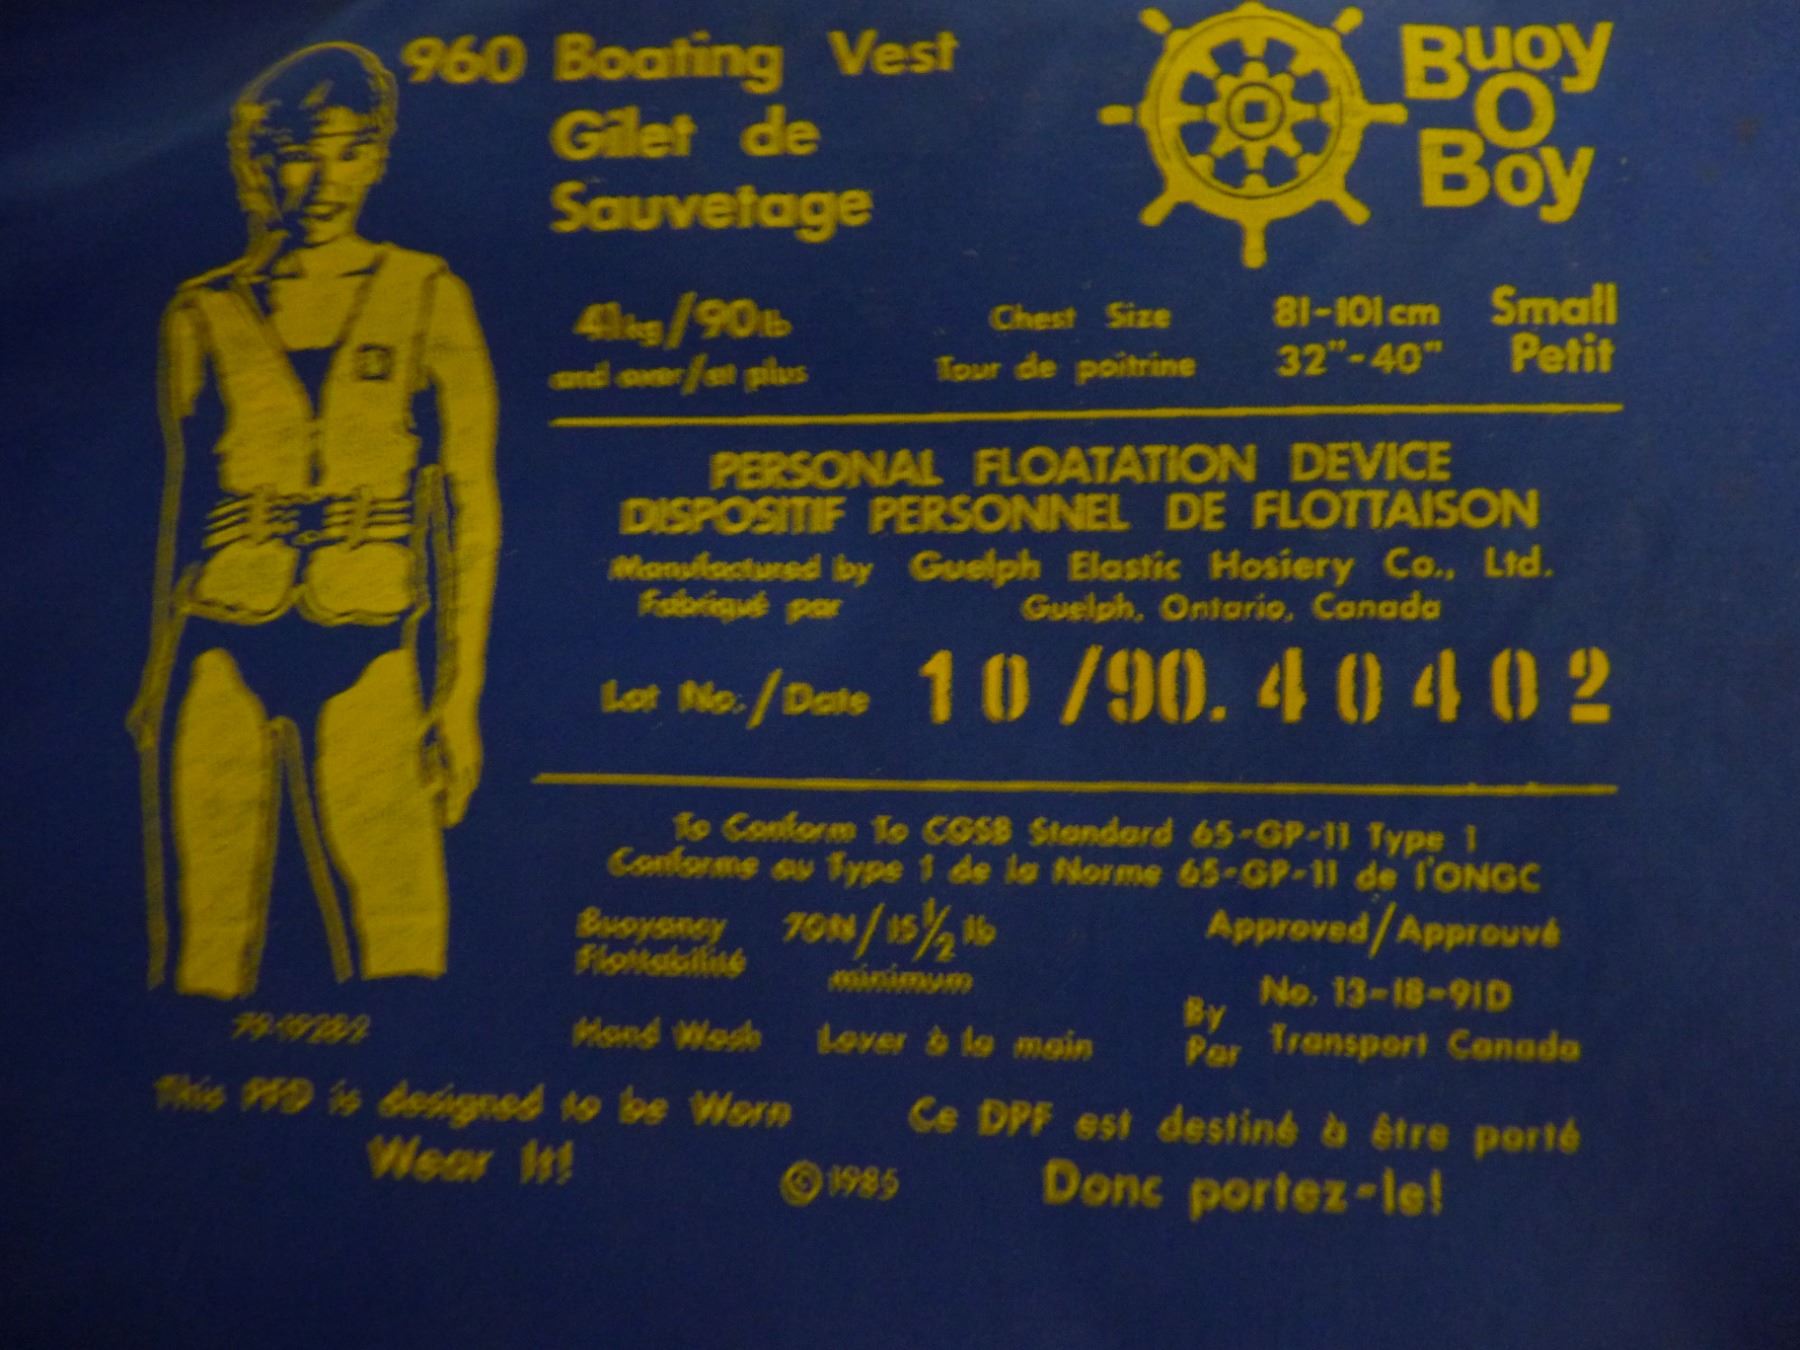 960 Boating Vest
Gilet de
Sauvetage
Buoy
O
Boy
41kg/90lb
and over/et plus
Chest Size 81-101cm Small
Tour de poitrine 32"-40" Petit
PERSONAL FLOATATION DEVICE
DISPOSITIF PERSONNEL DE FLOTTAISON
Manufactured by Guelph Elastic Hosiery Co., Ltd.
Fabriqué par Guelph, Ontario, Canada
Lot No./Date 10/90.40402
To Conform To CGSB Standard 65-GP-11 Type 1
Conforme au Type 1 de la Norme 65-GP-11 de l'ONGC
Buoyancy 70N/15½ lb
Flottabilité minimum
Approved/Approuvé
By No. 13-18-91D
Par Transport Canada
Hand Wash Laver à la main
This PFD is designed to be Worn
Wear It!
Ce DPF est destiné à être porté
Donc portez-le!